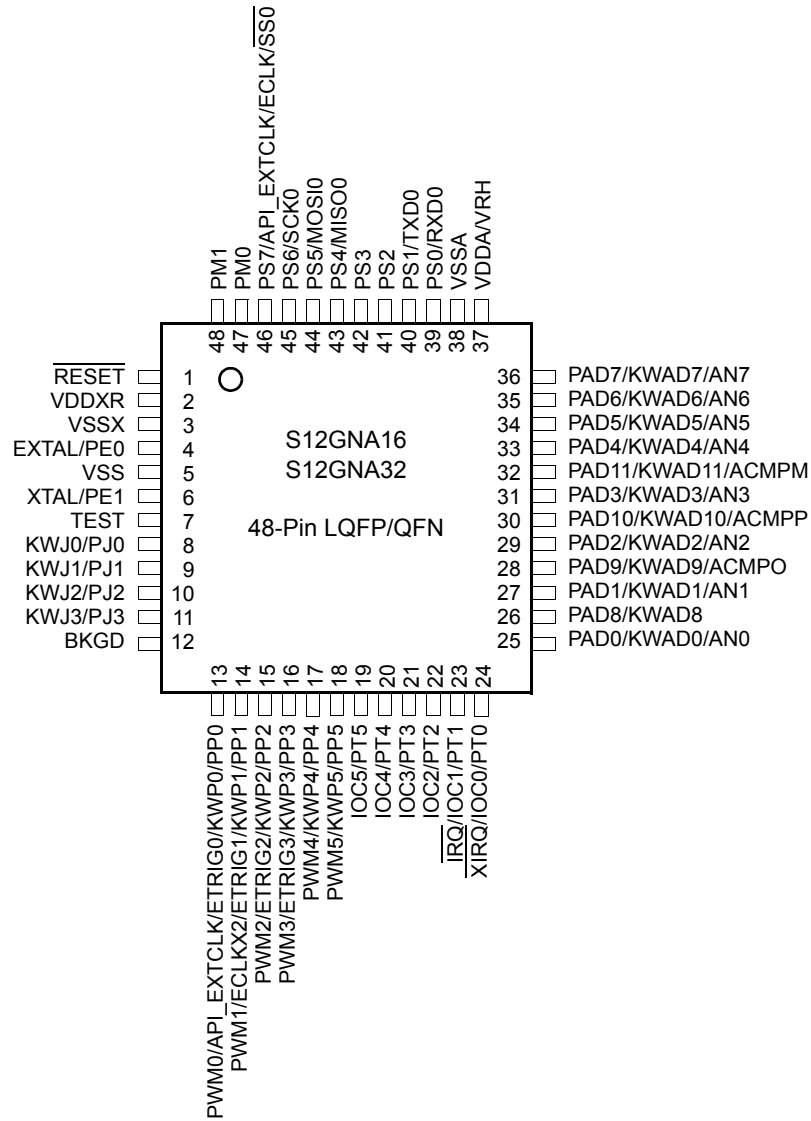 PM1
PM0
PS7/API_EXTCLK/ECLK/SS0
PS6/SCK0
PS5/MOSI0
PS4/MISO0
PS3
PS2
PS1/TXD0
PS0/RXD0
VSSA
VDDA/VRH
48
47
46
45
44
43
42
41
40
39
38
37
RESET 1
VDDXR 2
VSSX 3
EXTAL/PE0 4
VSS 5
XTAL/PE1 6
TEST 7
KWJ0/PJ0 8
KWJ1/PJ1 9
KWJ2/PJ2 10
KWJ3/PJ3 11
BKGD 12
S12GNA16
S12GNA32
48-Pin LQFP/QFN
36 PAD7/KWAD7/AN7
35 PAD6/KWAD6/AN6
34 PAD5/KWAD5/AN5
33 PAD4/KWAD4/AN4
32 PAD11/KWAD11/ACMPM
31 PAD3/KWAD3/AN3
30 PAD10/KWAD10/ACMPP
29 PAD2/KWAD2/AN2
28 PAD9/KWAD9/ACMPO
27 PAD1/KWAD1/AN1
26 PAD8/KWAD8
25 PAD0/KWAD0/AN0
13
14
15
16
17
18
19
20
21
22
23
24
PWM0/API_EXTCLK/ETRIG0/KWP0/PP0
PWM1/ECLKX2/ETRIG1/KWP1/PP1
PWM2/ETRIG2/KWP2/PP2
PWM3/ETRIG3/KWP3/PP3
PWM4/KWP4/PP4
PWM5/KWP5/PP5
IOC5/PT5
IOC4/PT4
IOC3/PT3
IOC2/PT2
IRQ/IOC1/PT1
XIRQ/IOC0/PT0